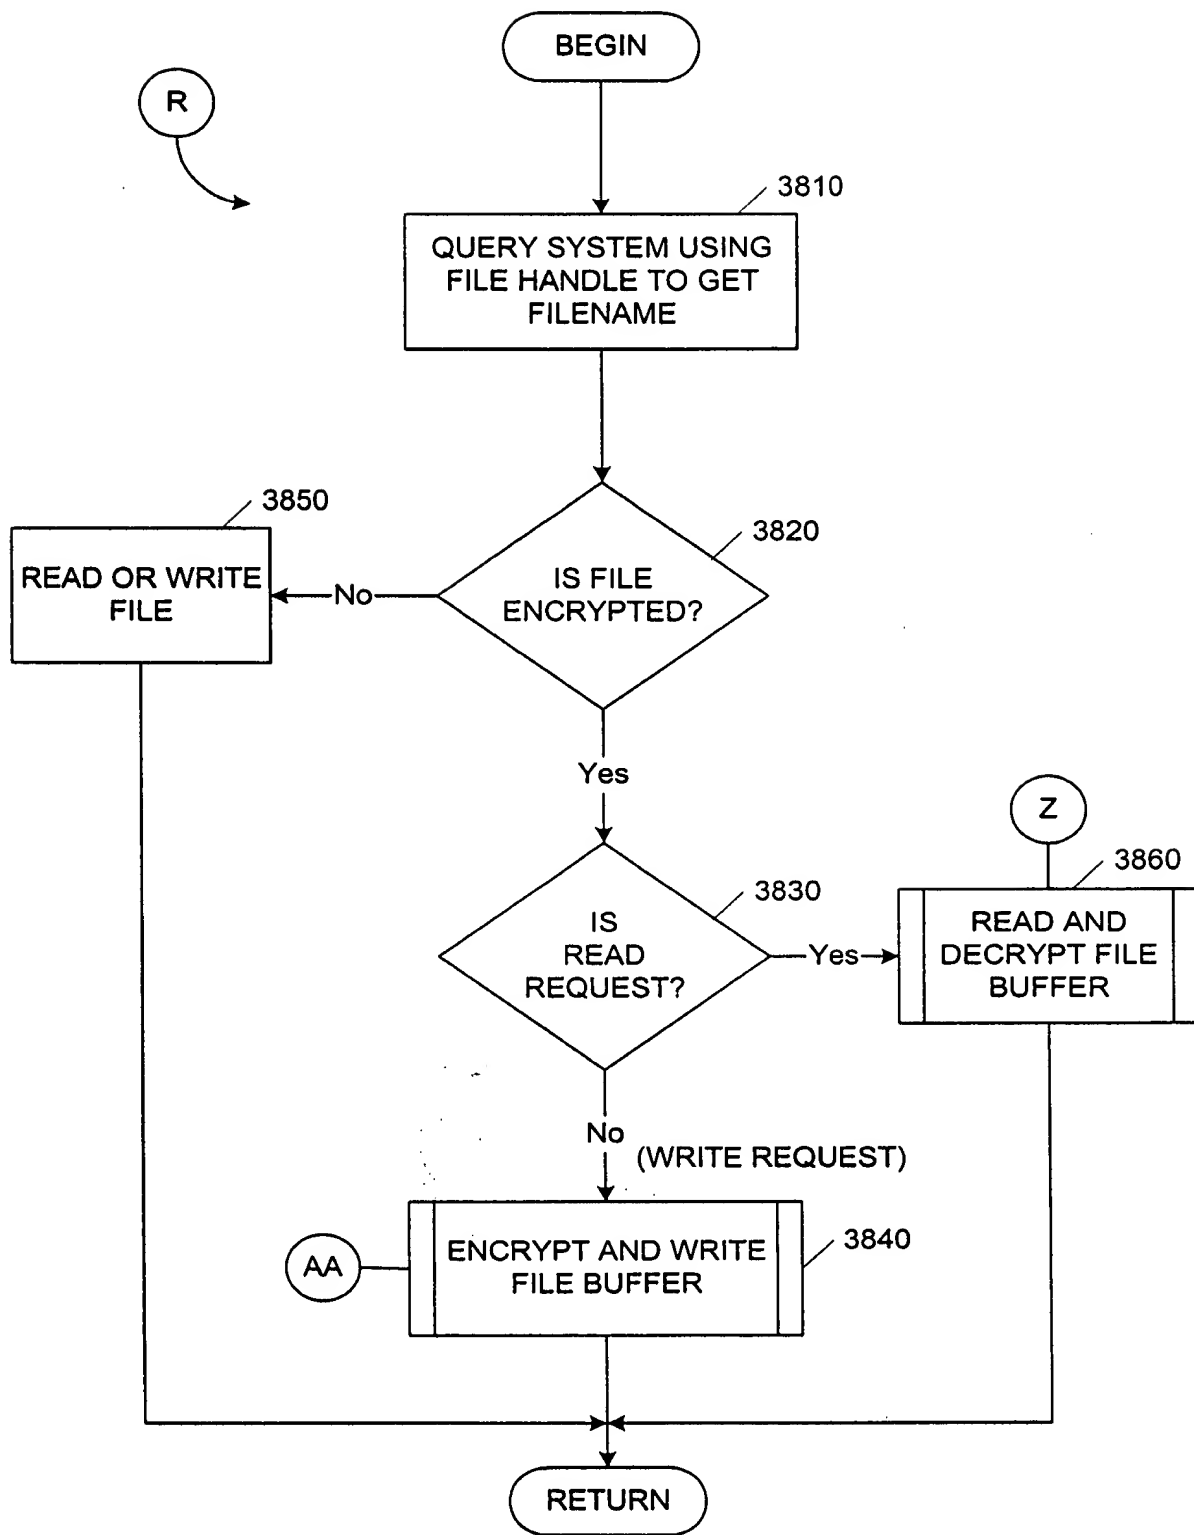 BEGIN
R
3810
QUERY SYSTEM USING
FILE HANDLE TO GET
FILENAME
3850
READ OR WRITE
FILE
No
3820
IS FILE
ENCRYPTED?
Yes
Z
3830
IS
READ
REQUEST?
Yes
3860
READ AND
DECRYPT FILE
BUFFER
No
(WRITE REQUEST)
AA
ENCRYPT AND WRITE
FILE BUFFER
3840
RETURN